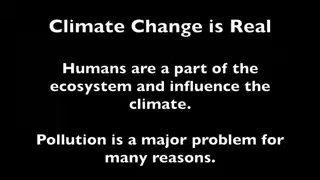 Climate Change is Real
Humans are a part of the
ecosystem and influence the
climate.
Pollution is a major problem for
many reasons.